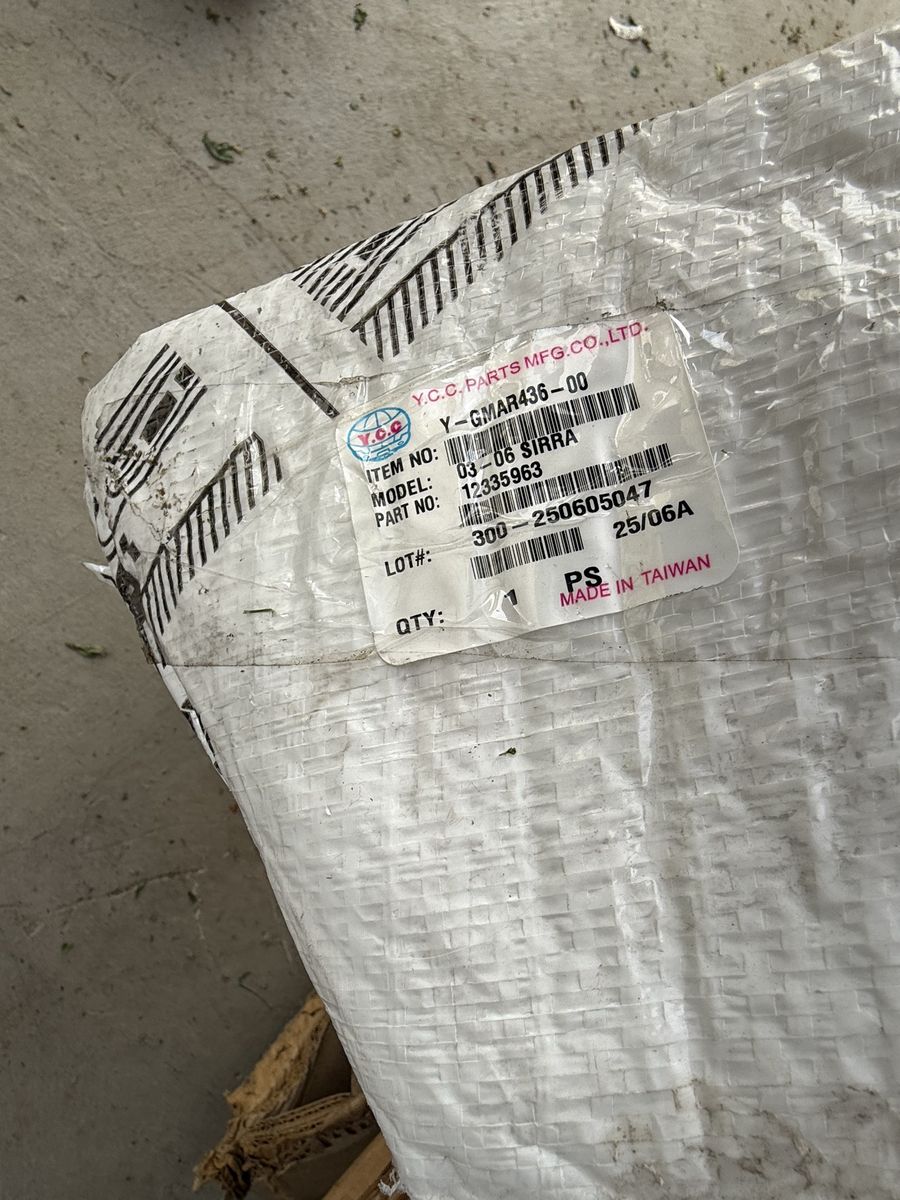 Y.C.C. PARTS MFG.CO.,LTD.
Y.C.C
ITEM NO: Y-GMAR436-00
MODEL: 03-06 SIRRA
PART NO: 12335963
LOT#: 300-250605047 25/06A
QTY: 1 PS
MADE IN TAIWAN